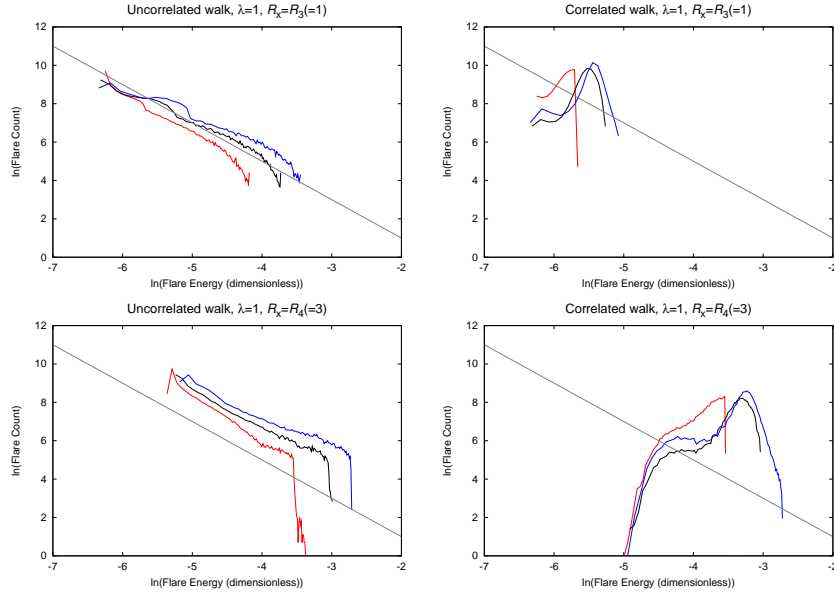 Uncorrelated walk, λ=1, Rₓ=R₃(=1)
ln(Flare Count)
12
10
8
6
4
2
0
-7 -6 -5 -4 -3 -2
ln(Flare Energy (dimensionless))
Correlated walk, λ=1, Rₓ=R₃(=1)
ln(Flare Count)
12
10
8
6
4
2
0
-7 -6 -5 -4 -3 -2
ln(Flare Energy (dimensionless))
Uncorrelated walk, λ=1, Rₓ=R₄(=3)
ln(Flare Count)
12
10
8
6
4
2
0
-7 -6 -5 -4 -3 -2
ln(Flare Energy (dimensionless))
Correlated walk, λ=1, Rₓ=R₄(=3)
ln(Flare Count)
12
10
8
6
4
2
0
-7 -6 -5 -4 -3 -2
ln(Flare Energy (dimensionless))